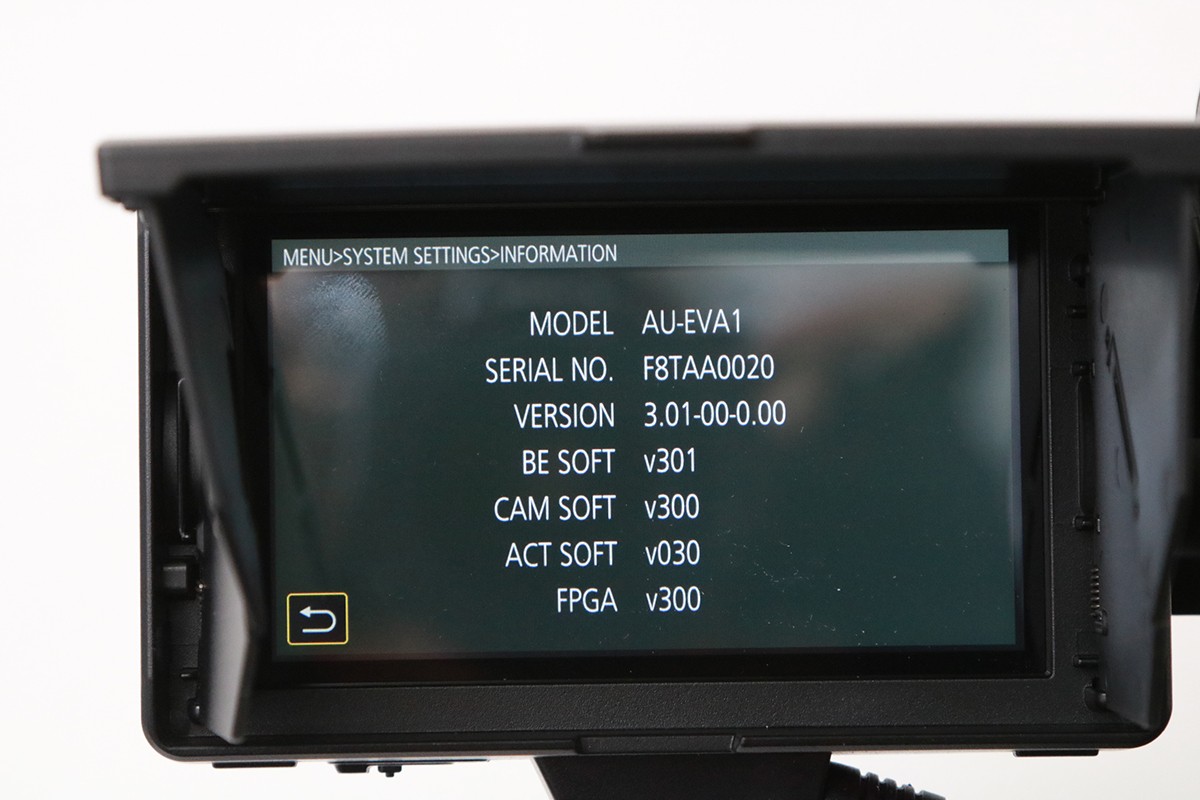 MENU>SYSTEM SETTINGS>INFORMATION
MODEL AU-EVA1
SERIAL NO. F8TAA0020
VERSION 3.01-00-0.00
BE SOFT v301
CAM SOFT v300
ACT SOFT v030
FPGA v300